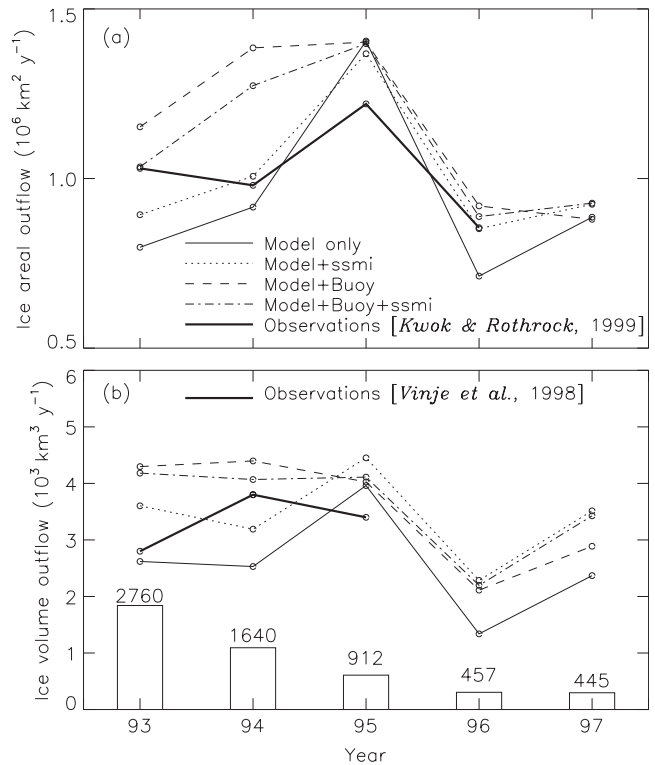 1.5
(a)
1.0
0.5
Ice areal outflow (10⁶ km² y⁻¹)
Model only
Model+ssmi
Model+Buoy
Model+Buoy+ssmi
Observations [Kwok & Rothrock, 1999]
6
5
4
3
2
1
0
(b)
Observations [Vinje et al., 1998]
Ice volume outflow (10³ km³ y⁻¹)
2760
1640
912
457
445
93 94 95 96 97
Year